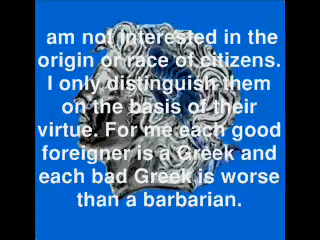 am not interested in the
origin or race of citizens.
I only distinguish them
on the basis of their
virtue. For me each good
foreigner is a Greek and
each bad Greek is worse
than a barbarian.